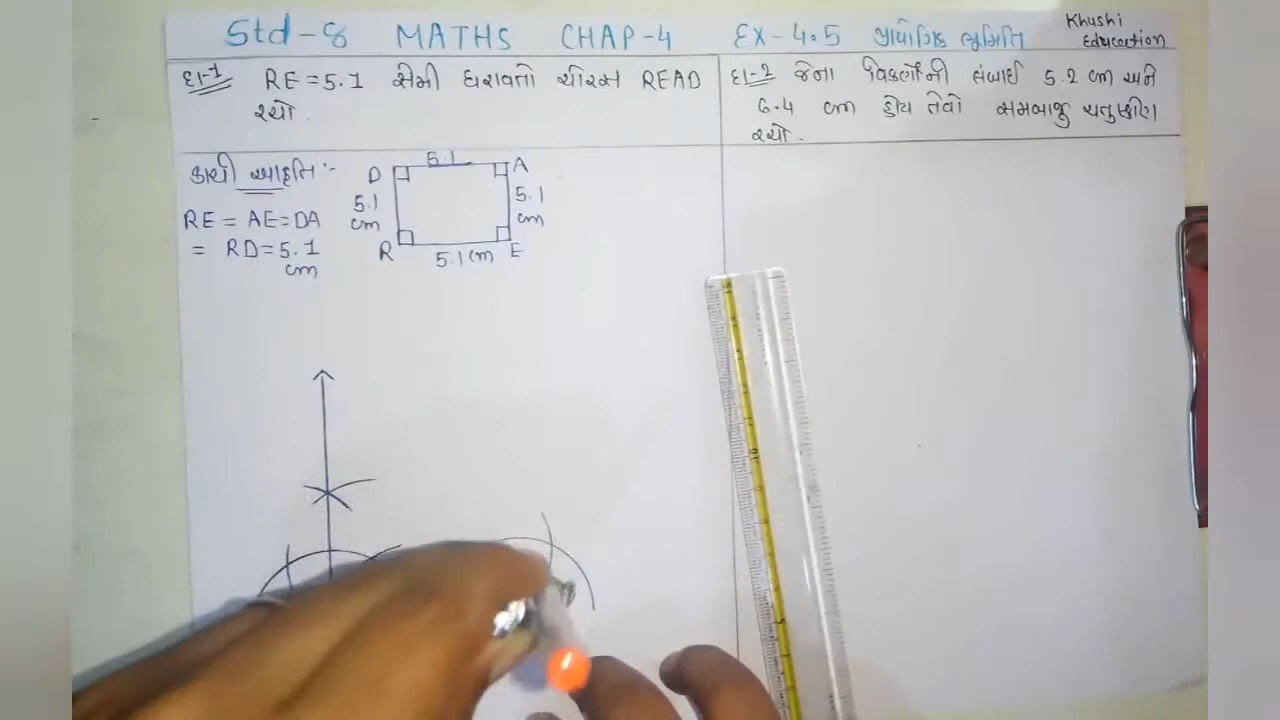 Std-8 MATHS CHAP-4 EX-4.5 પ્રાયોગિક ભૂમિતિ
Khushi
Education
દા-1 RE=5.1 સેમી ધરાવતો ચોરસ READ
રચો.
દા-2 જેના વિકર્ણોની લંબાઈ 5.2 cm અને
6.4 cm હોય તેવો સમબાજુ ચતુષ્કોણ
રચો.
કાચી આકૃતિ:-
RE = AE = DA
= RD = 5.1
cm
5.1
D A
5.1
cm
5.1
cm
R E
5.1 cm